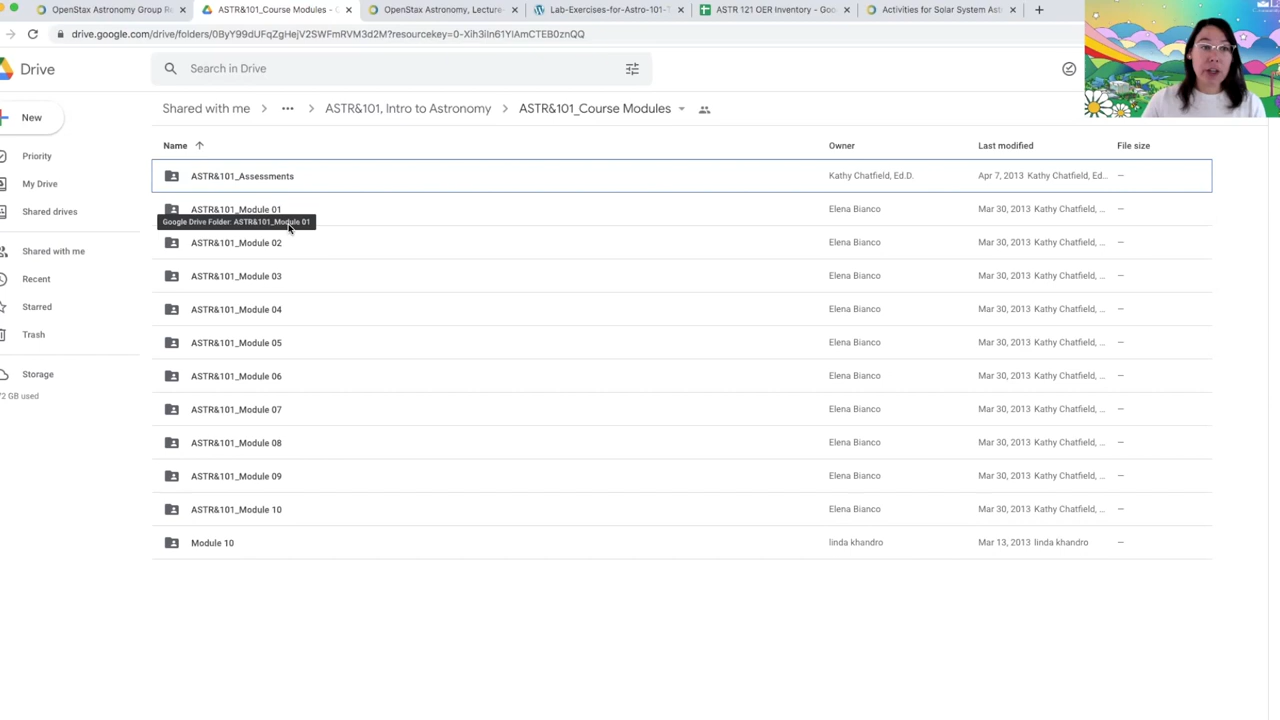 OpenStax Astronomy Group Re
ASTR&101_Course Modules - G
OpenStax Astronomy, Lecture-
Lab-Exercises-for-Astro-101-T
ASTR 121 OER Inventory - Goo
Activities for Solar System Ast
drive.google.com/drive/folders/0ByY99dUFqZgHejV2SWFmRVM3d2M?resourcekey=0-Xih3iIn61YIAmCTEB0znQQ
Drive
Search in Drive
Shared with me > ... > ASTR&101, Intro to Astronomy > ASTR&101_Course Modules
New
Priority
My Drive
Shared drives
Shared with me
Recent
Starred
Trash
Storage
2 GB used
Name Owner Last modified File size
ASTR&101_Assessments Kathy Chatfield, Ed.D. Apr 7, 2013 Kathy Chatfield, Ed... —
ASTR&101_Module 01 Elena Bianco Mar 30, 2013 Kathy Chatfield, ... —
Google Drive Folder: ASTR&101_Module 01
ASTR&101_Module 02 Elena Bianco Mar 30, 2013 Kathy Chatfield, ... —
ASTR&101_Module 03 Elena Bianco Mar 30, 2013 Kathy Chatfield, ... —
ASTR&101_Module 04 Elena Bianco Mar 30, 2013 Kathy Chatfield, ... —
ASTR&101_Module 05 Elena Bianco Mar 30, 2013 Kathy Chatfield, ... —
ASTR&101_Module 06 Elena Bianco Mar 30, 2013 Kathy Chatfield, ... —
ASTR&101_Module 07 Elena Bianco Mar 30, 2013 Kathy Chatfield, ... —
ASTR&101_Module 08 Elena Bianco Mar 30, 2013 Kathy Chatfield, ... —
ASTR&101_Module 09 Elena Bianco Mar 30, 2013 Kathy Chatfield, ... —
ASTR&101_Module 10 Elena Bianco Mar 30, 2013 Kathy Chatfield, ... —
Module 10 linda khandro Mar 13, 2013 linda khandro —